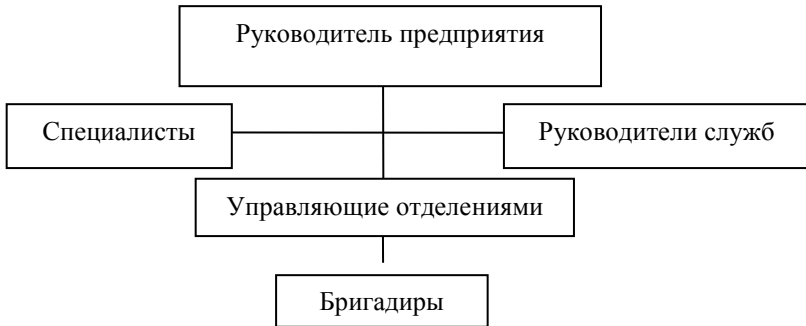 Руководитель предприятия
Специалисты
Руководители служб
Управляющие отделениями
Бригадиры